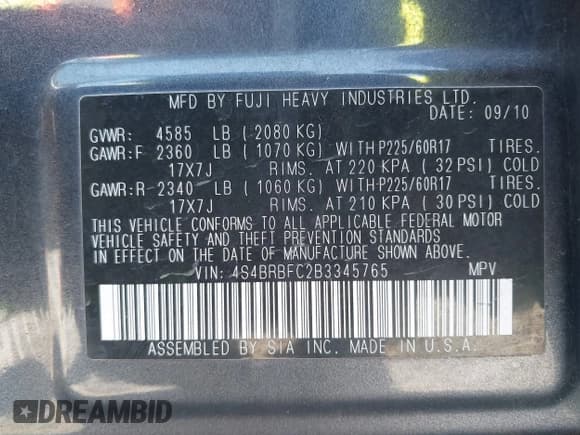 MFD BY FUJI HEAVY INDUSTRIES LTD.
DATE: 09/10
GVWR: 4585 LB ( 2080 KG)
GAWR:F 2360 LB ( 1070 KG) WITH P225/60R17 TIRES.
17X7J RIMS. AT 220 KPA ( 32 PSI) COLD
GAWR:R 2340 LB ( 1060 KG) WITH P225/60R17 TIRES.
17X7J RIMS. AT 210 KPA ( 30 PSI) COLD
THIS VEHICLE CONFORMS TO ALL APPLICABLE FEDERAL MOTOR
VEHICLE SAFETY AND THEFT PREVENTION STANDARDS
IN EFFECT ON THE DATE OF MANUFACTURE SHOWN ABOVE.
VIN: 4S4BRBFC2B3345765 MPV
ASSEMBLED BY SIA INC. MADE IN U.S.A.
DREAMBID